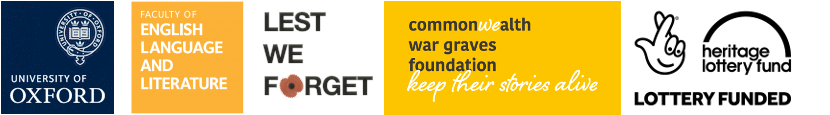 UNIVERSITY OF
OXFORD
FACULTY OF
ENGLISH
LANGUAGE
AND
LITERATURE
LEST
WE
FORGET
commonwealth
war graves
foundation
keep their stories alive
heritage
lottery fund
LOTTERY FUNDED